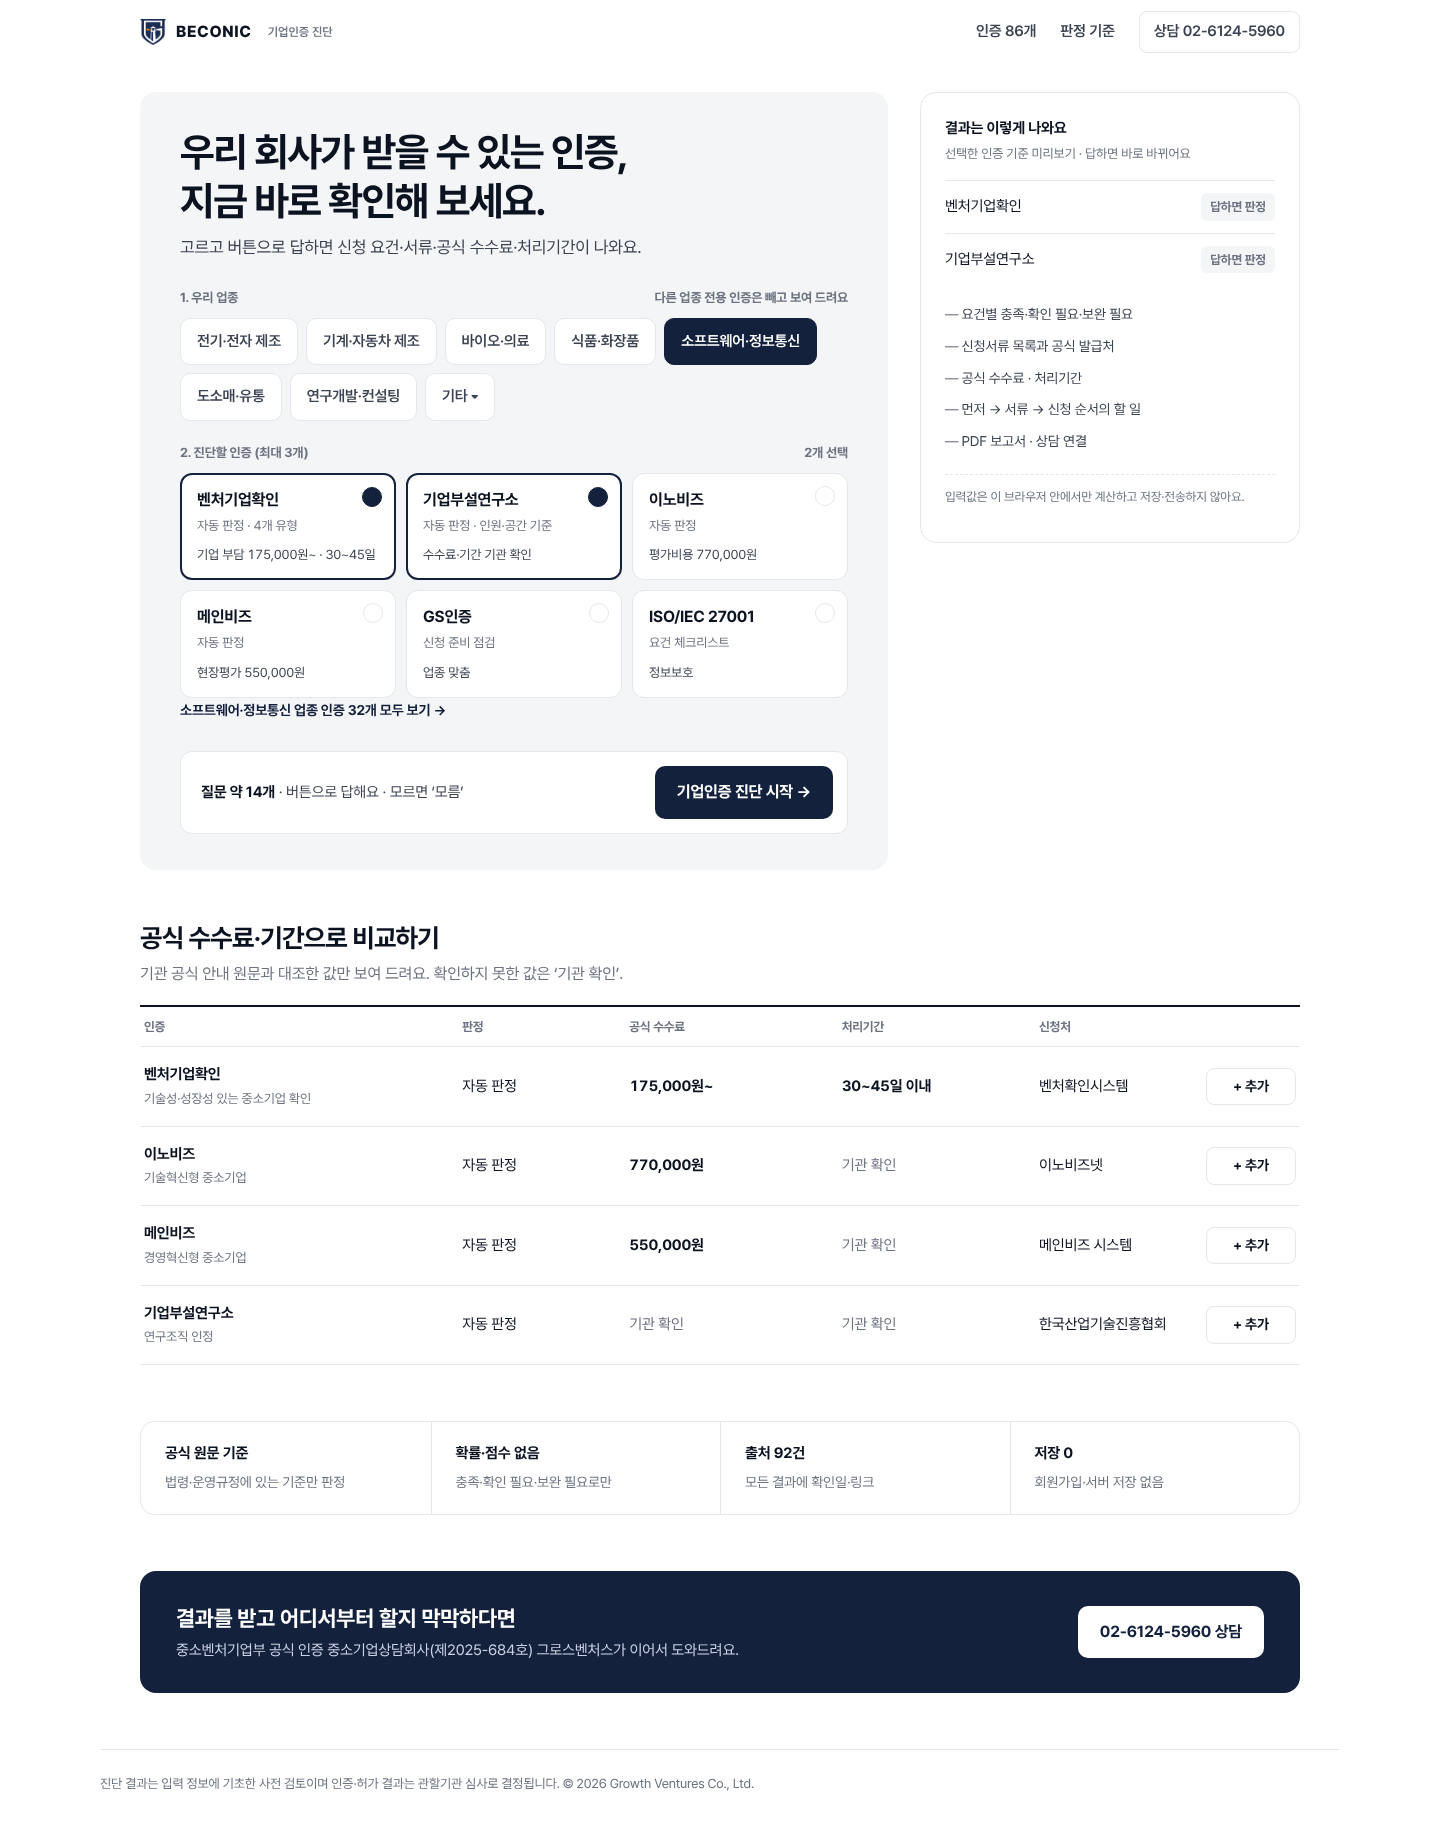 BECONIC 기업인증 진단
인증 86개 판정 기준 상담 02-6124-5960
우리 회사가 받을 수 있는 인증,
지금 바로 확인해 보세요.
고르고 버튼으로 답하면 신청 요건·서류·공식 수수료·처리기간이 나와요.
1. 우리 업종 다른 업종 전용 인증은 빼고 보여 드려요
전기·전자 제조 기계·자동차 제조 바이오·의료 식품·화장품 소프트웨어·정보통신
도소매·유통 연구개발·컨설팅 기타
2. 진단할 인증 (최대 3개) 2개 선택
벤처기업확인
자동 판정 · 4개 유형
기업 부담 175,000원~ · 30~45일
기업부설연구소
자동 판정 · 인원·공간 기준
수수료·기간 기관 확인
이노비즈
자동 판정
평가비용 770,000원
메인비즈
자동 판정
현장평가 550,000원
GS인증
신청 준비 점검
업종 맞춤
ISO/IEC 27001
요건 체크리스트
정보보호
소프트웨어·정보통신 업종 인증 32개 모두 보기 →
질문 약 14개 · 버튼으로 답해요 · 모르면 ‘모름’
기업인증 진단 시작 →
결과는 이렇게 나와요
선택한 인증 기준 미리보기 · 답하면 바로 바뀌어요
벤처기업확인 답하면 판정
기업부설연구소 답하면 판정
— 요건별 충족·확인 필요·보완 필요
— 신청서류 목록과 공식 발급처
— 공식 수수료 · 처리기간
— 먼저 → 서류 → 신청 순서의 할 일
— PDF 보고서 · 상담 연결
입력값은 이 브라우저 안에서만 계산하고 저장·전송하지 않아요.
공식 수수료·기간으로 비교하기
기관 공식 안내 원문과 대조한 값만 보여 드려요. 확인하지 못한 값은 ‘기관 확인’.
인증 판정 공식 수수료 처리기간 신청처
벤처기업확인
기술성·성장성 있는 중소기업 확인
자동 판정 175,000원~ 30~45일 이내 벤처확인시스템 + 추가
이노비즈
기술혁신형 중소기업
자동 판정 770,000원 기관 확인 이노비즈넷 + 추가
메인비즈
경영혁신형 중소기업
자동 판정 550,000원 기관 확인 메인비즈 시스템 + 추가
기업부설연구소
연구조직 인정
자동 판정 기관 확인 기관 확인 한국산업기술진흥협회 + 추가
공식 원문 기준
법령·운영규정에 있는 기준만 판정
확률·점수 없음
충족·확인 필요·보완 필요로만
출처 92건
모든 결과에 확인일·링크
저장 0
회원가입·서버 저장 없음
결과를 받고 어디서부터 할지 막막하다면
중소벤처기업부 공식 인증 중소기업상담회사(제2025-684호) 그로스벤처스가 이어서 도와드려요.
02-6124-5960 상담
진단 결과는 입력 정보에 기초한 사전 검토이며 인증·허가 결과는 관할기관 심사로 결정됩니다. © 2026 Growth Ventures Co., Ltd.